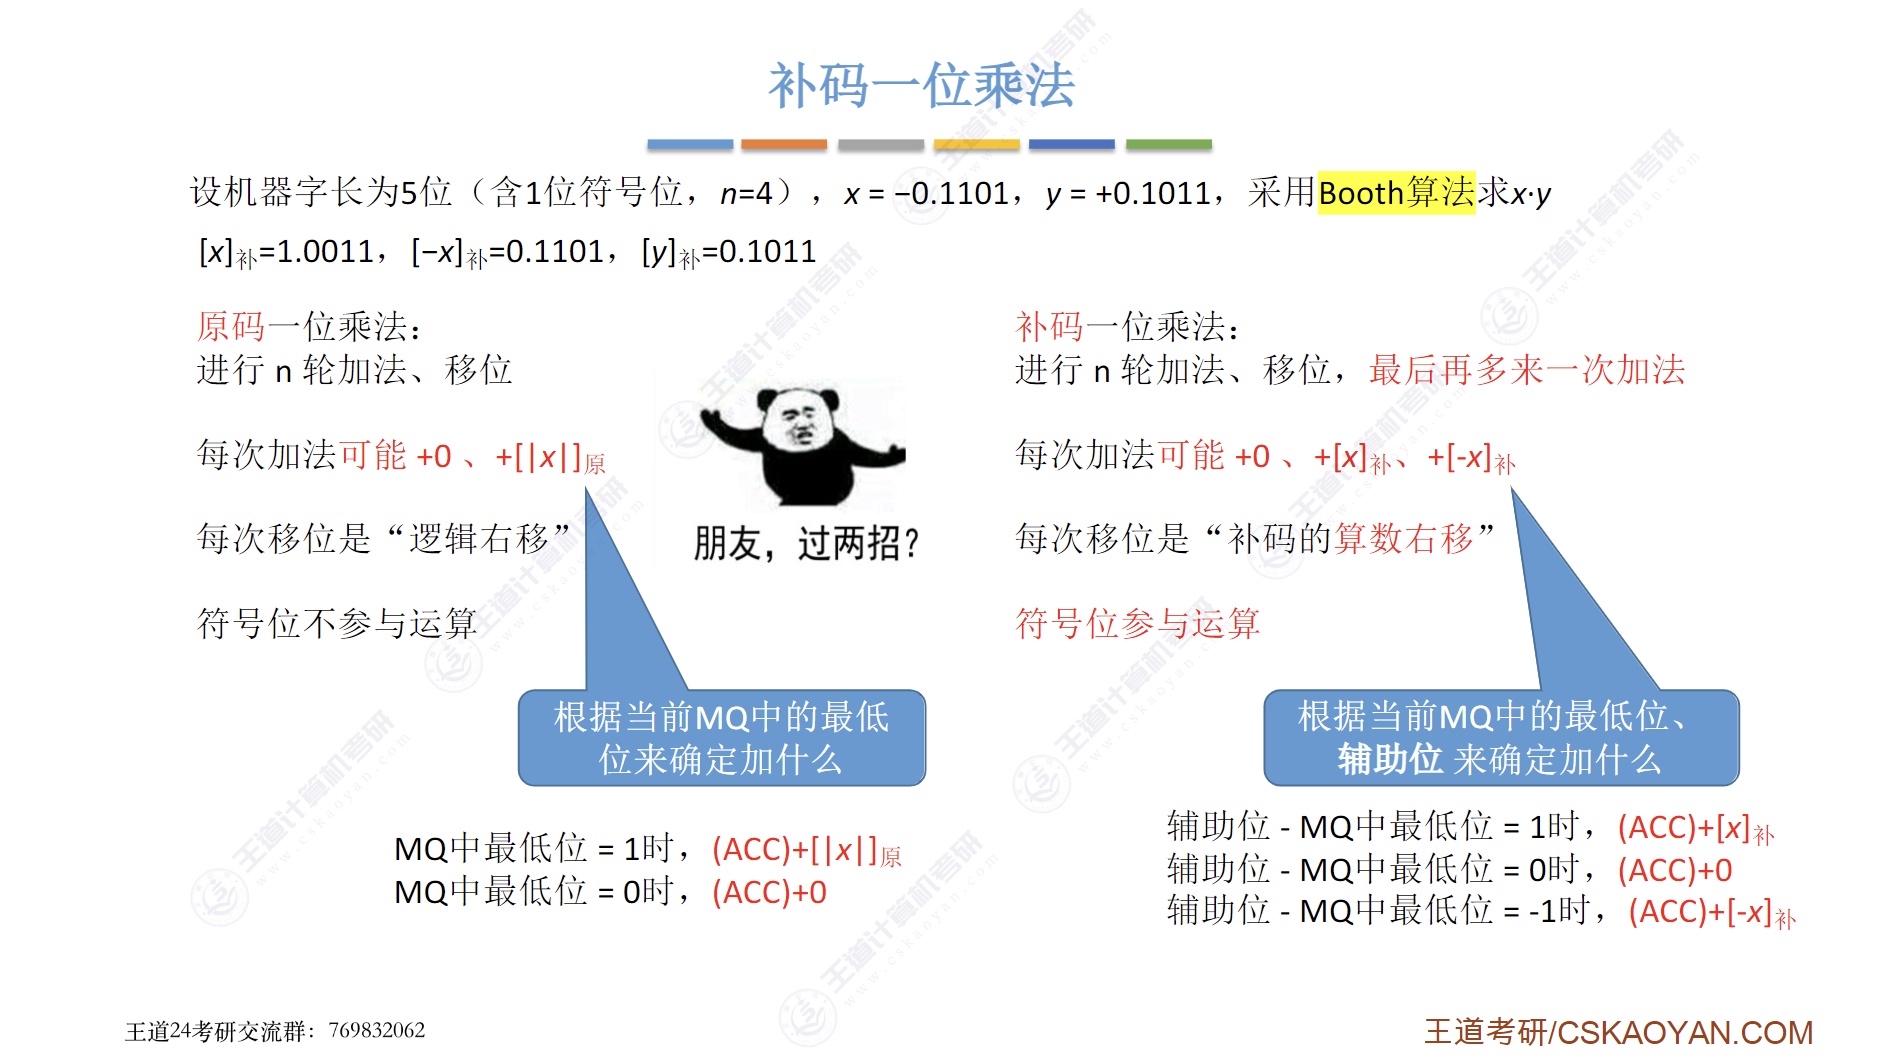 补码一位乘法
设机器字长为5位（含1位符号位，n=4），x = −0.1101，y = +0.1011，采用Booth算法求x·y
[x]补=1.0011，[−x]补=0.1101，[y]补=0.1011
原码一位乘法：
进行 n 轮加法、移位
每次加法可能 +0 、+[|x|]原
每次移位是“逻辑右移”
符号位不参与运算
根据当前MQ中的最低
位来确定加什么
MQ中最低位 = 1时，(ACC)+[|x|]原
MQ中最低位 = 0时，(ACC)+0
朋友，过两招?
补码一位乘法：
进行 n 轮加法、移位，最后再多来一次加法
每次加法可能 +0 、+[x]补、+[-x]补
每次移位是“补码的算数右移”
符号位参与运算
根据当前MQ中的最低位、
辅助位 来确定加什么
辅助位 - MQ中最低位 = 1时，(ACC)+[x]补
辅助位 - MQ中最低位 = 0时，(ACC)+0
辅助位 - MQ中最低位 = -1时，(ACC)+[-x]补
王道24考研交流群：769832062
王道考研/CSKAOYAN.COM
王道计算机考研
www.cskaoyan.com